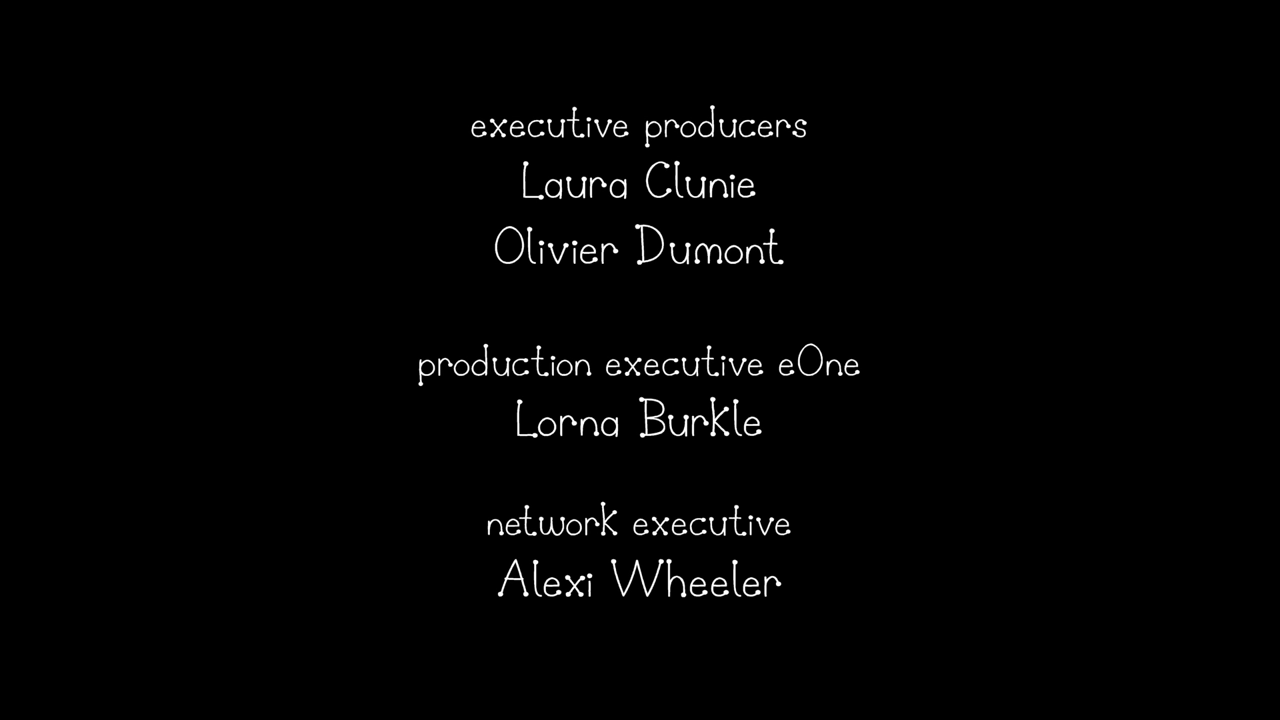 executive producers
Laura Clunie
Olivier Dumont
production executive eOne
Lorna Burkle
network executive
Alexi Wheeler